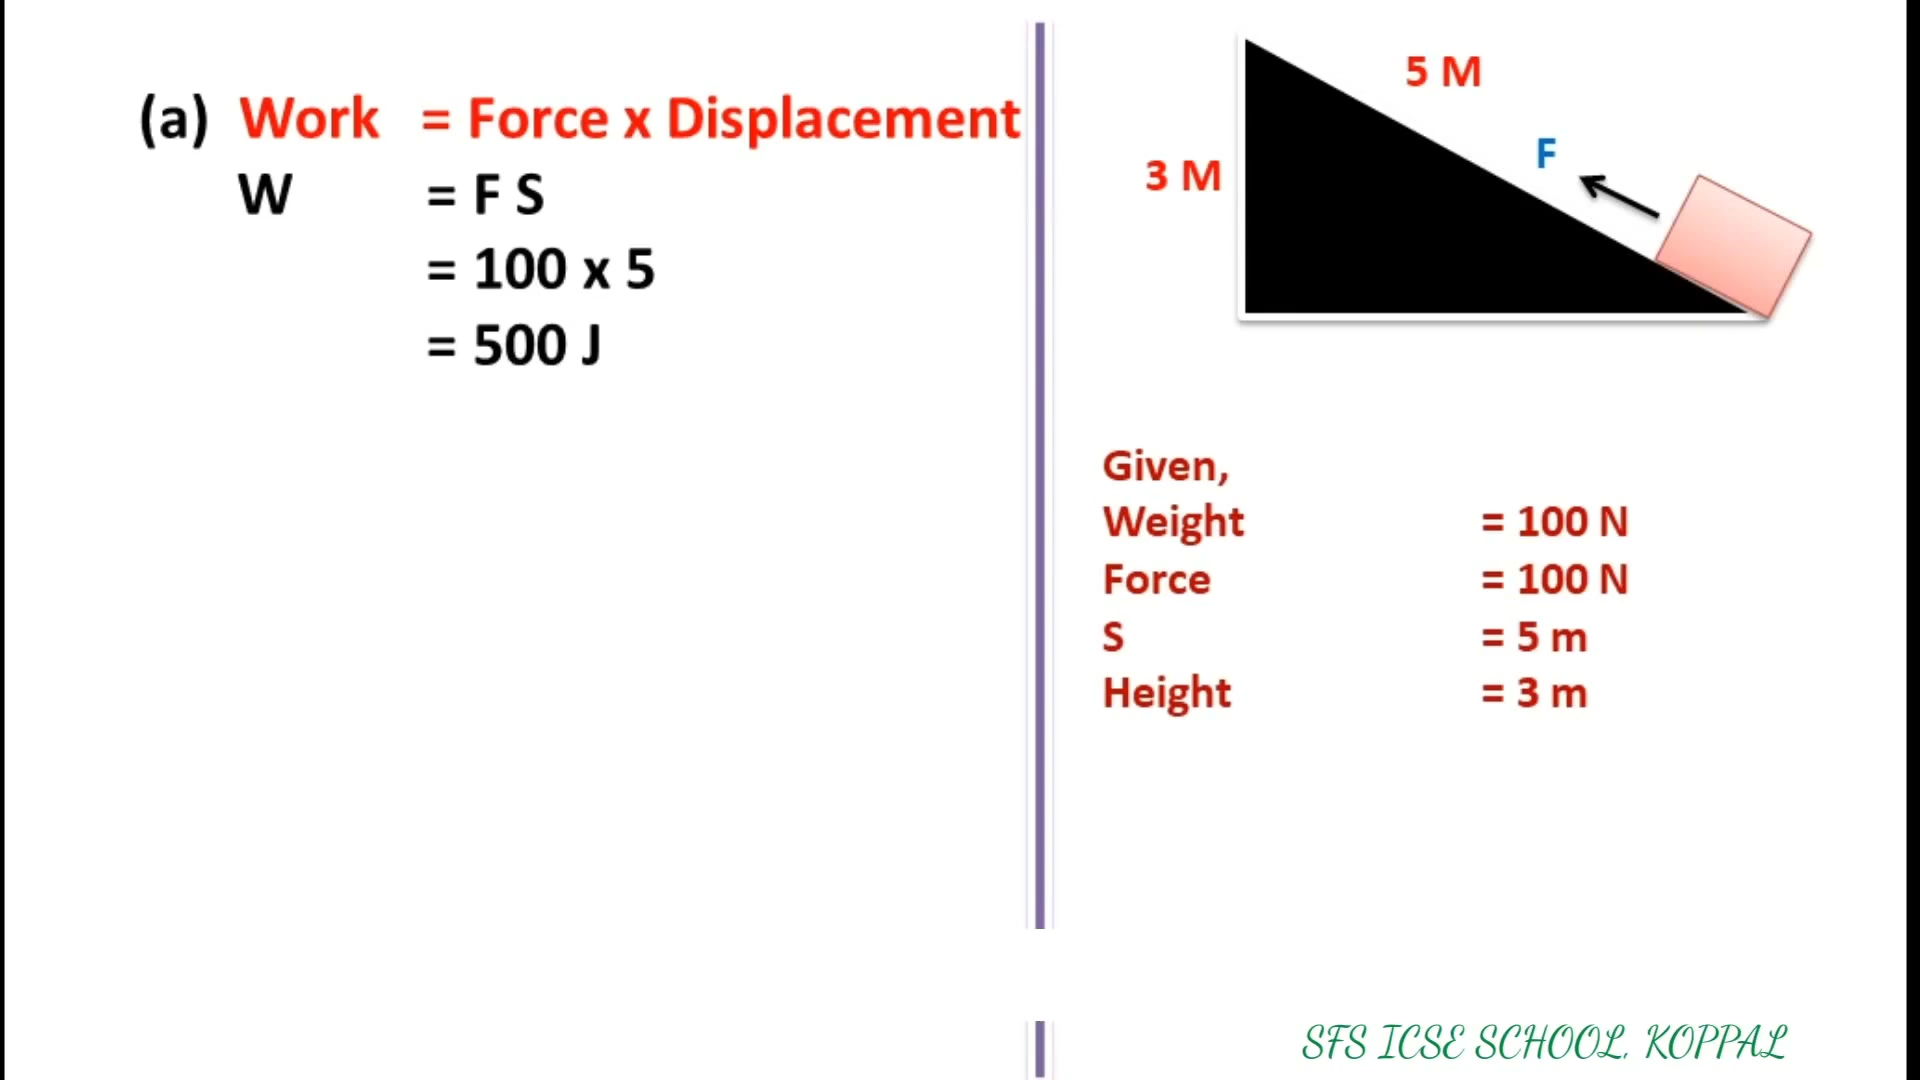 (a) Work = Force x Displacement
W = F S
= 100 x 5
= 500 J
5 M
F
3 M
Given,
Weight = 100 N
Force = 100 N
S = 5 m
Height = 3 m
SFS ICSE SCHOOL, KOPPAL